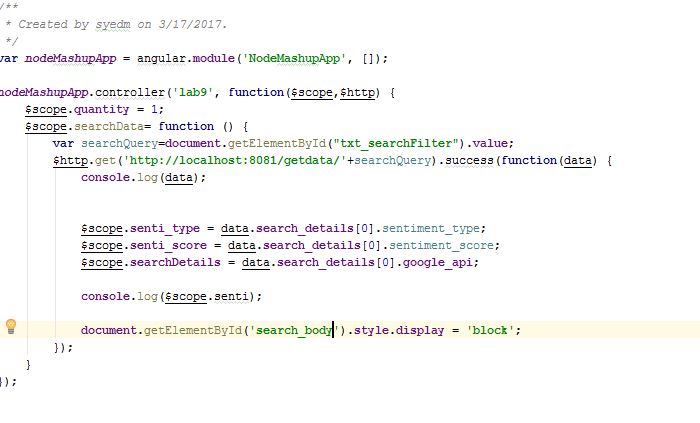 /**
 * Created by syedm on 3/17/2017.
 */
var nodeMashupApp = angular.module('NodeMashupApp', []);
nodeMashupApp.controller('lab9', function($scope,$http) {
    $scope.quantity = 1;
    $scope.searchData= function () {
        var searchQuery=document.getElementById("txt_searchFilter").value;
        $http.get('http://localhost:8081/getdata/'+searchQuery).success(function(data) {
            console.log(data);
            $scope.senti_type = data.search_details[0].sentiment_type;
            $scope.senti_score = data.search_details[0].sentiment_score;
            $scope.searchDetails = data.search_details[0].google_api;
            console.log($scope.senti);
            document.getElementById('search_body').style.display = 'block';
        });
    }
});